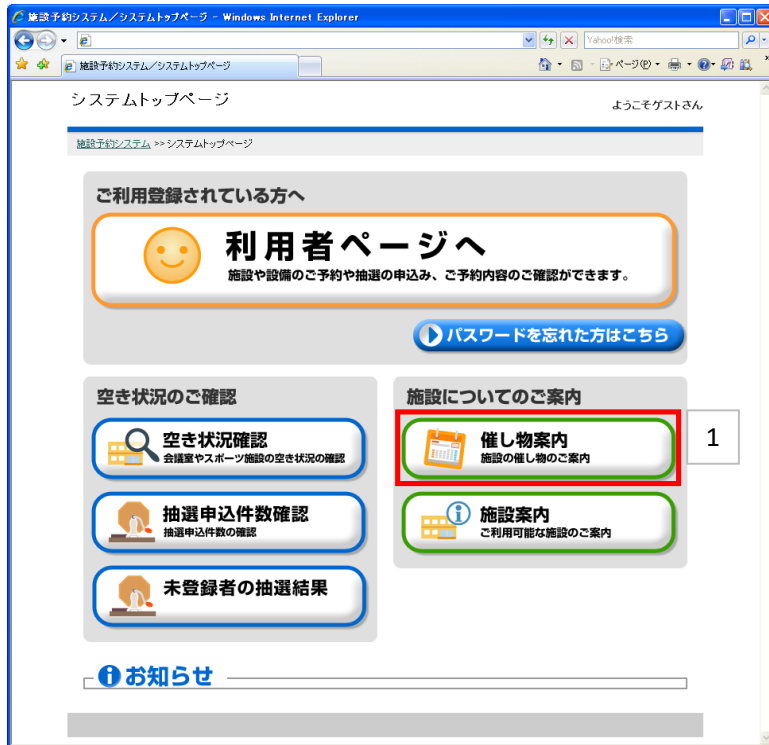 施設予約システム／システムトップページ - Windows Internet Explorer
Yahoo!検索
施設予約システム／システムトップページ
ページ(P)
システムトップページ
ようこそゲストさん
施設予約システム >> システムトップページ
ご利用登録されている方へ
利用者ページへ
施設や設備のご予約や抽選の申込み、ご予約内容のご確認ができます。
パスワードを忘れた方はこちら
空き状況のご確認
空き状況確認
会議室やスポーツ施設の空き状況の確認
抽選申込件数確認
抽選申込件数の確認
未登録者の抽選結果
施設についてのご案内
催し物案内
施設の催し物のご案内
1
施設案内
ご利用可能な施設のご案内
お知らせ